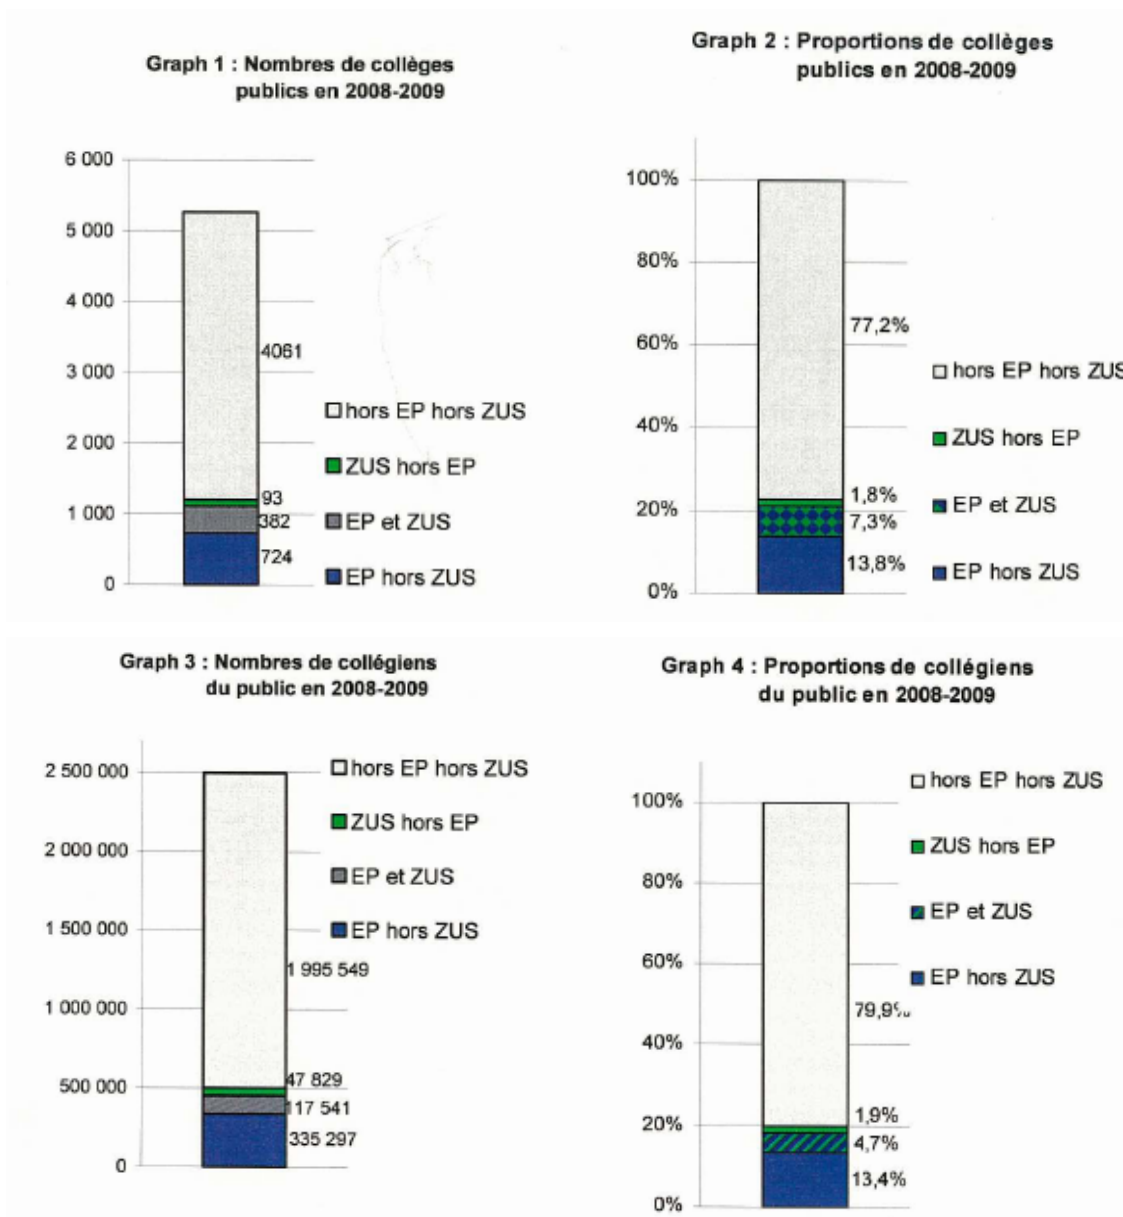 Graph 1 : Nombres de collèges
publics en 2008-2009
6 000
5 000
4 000
3 000
2 000
1 000
0
4061
93
382
724
hors EP hors ZUS
ZUS hors EP
EP et ZUS
EP hors ZUS
Graph 2 : Proportions de collèges
publics en 2008-2009
100%
80%
60%
40%
20%
0%
77,2%
1,8%
7,3%
13,8%
hors EP hors ZUS
ZUS hors EP
EP et ZUS
EP hors ZUS
Graph 3 : Nombres de collégiens
du public en 2008-2009
2 500 000
2 000 000
1 500 000
1 000 000
500 000
0
1 995 549
47 829
117 541
335 297
hors EP hors ZUS
ZUS hors EP
EP et ZUS
EP hors ZUS
Graph 4 : Proportions de collégiens
du public en 2008-2009
100%
80%
60%
40%
20%
0%
79,9%
1,9%
4,7%
13,4%
hors EP hors ZUS
ZUS hors EP
EP et ZUS
EP hors ZUS